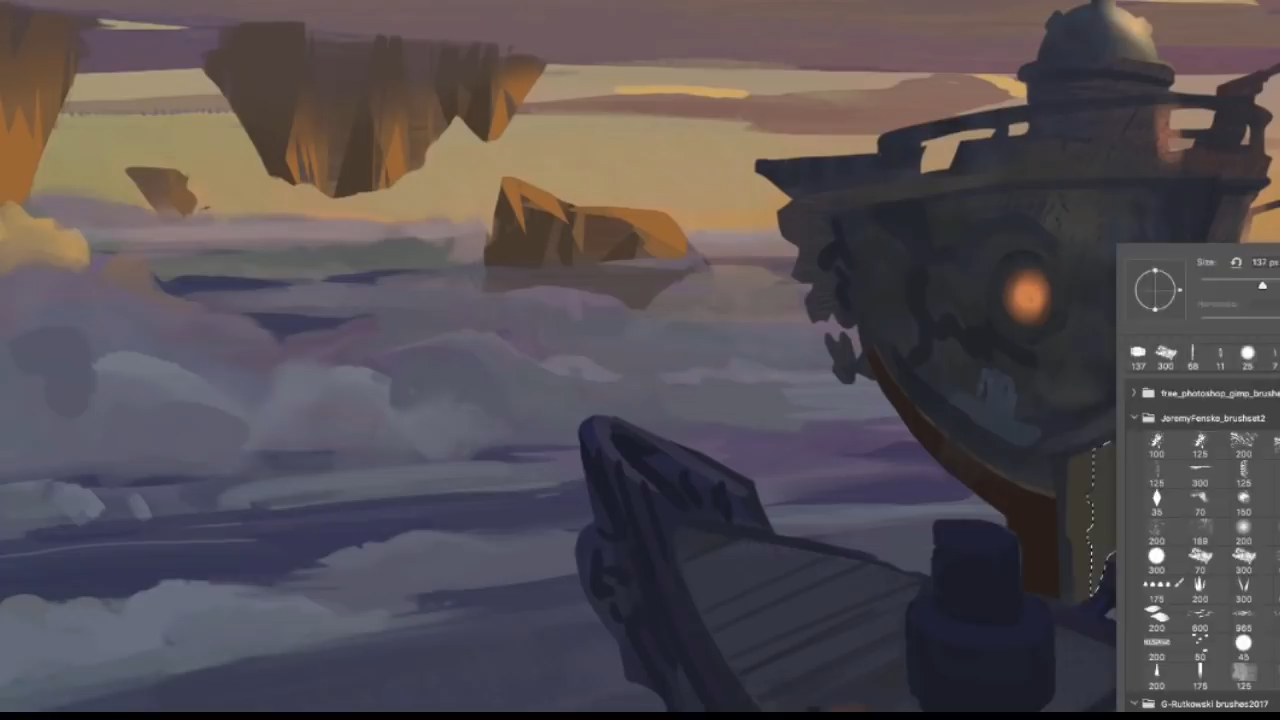 Size: 137 px
137 300 68 11 25 7
free_photoshop_gimp_brushe
JeremyFenske_brushset2
100 125 200
125 300 125
35 70 150
200 189 200
300 70 300
175 200 300
200 600 965
200 50 45
200 175 125
G-Rutkowski brushes2017